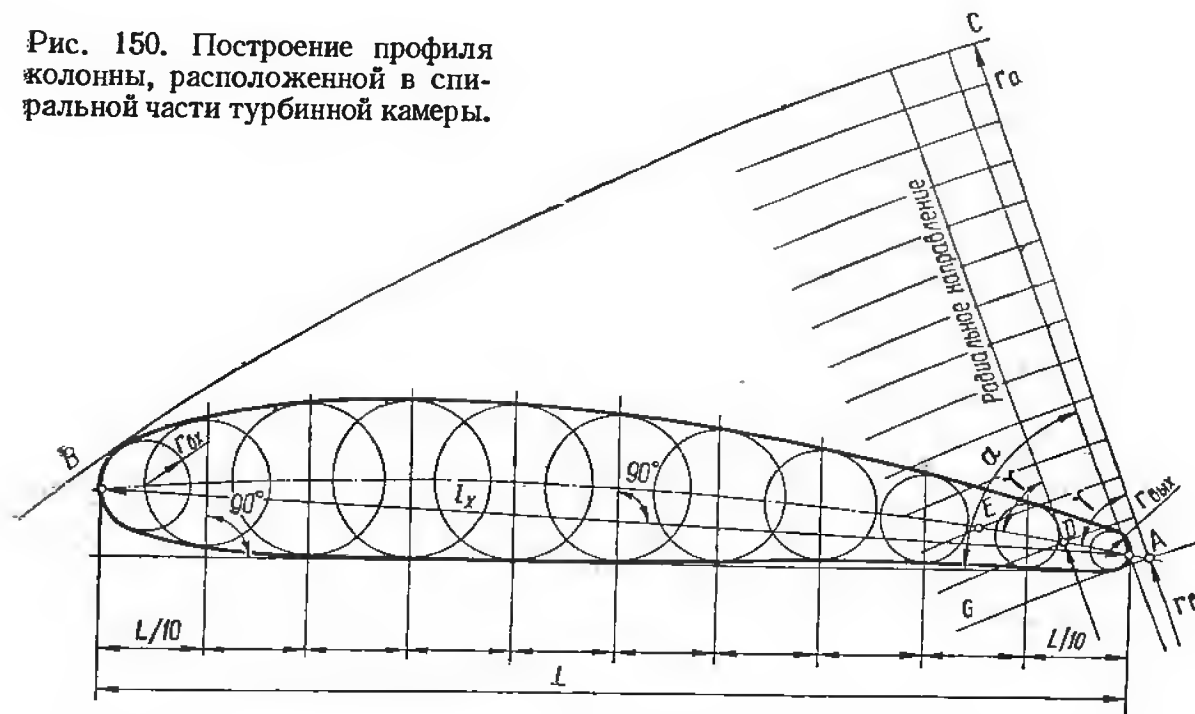 Рис. 150. Построение профиля
колонны, расположенной в спи-
ральной части турбинной камеры.
C
rа
Радиальное направление
B
rвх
90°
lx
90°
α
γ
γ
rвых
E
D
A
G
L/10
L/10
L